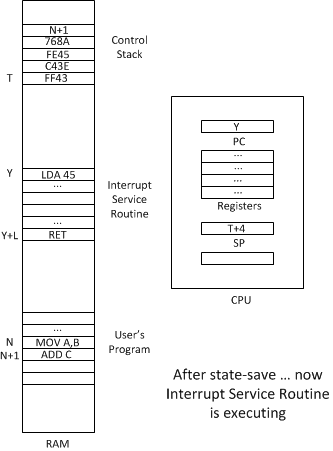 N+1
768A
FE45
C43E
T FF43
Control
Stack
Y LDA 45
...
...
Y+L RET
Interrupt
Service
Routine
...
N MOV A,B
N+1 ADD C
User's
Program
RAM
Y
PC
...
...
...
...
Registers
T+4
SP
CPU
After state-save ... now
Interrupt Service Routine
is executing